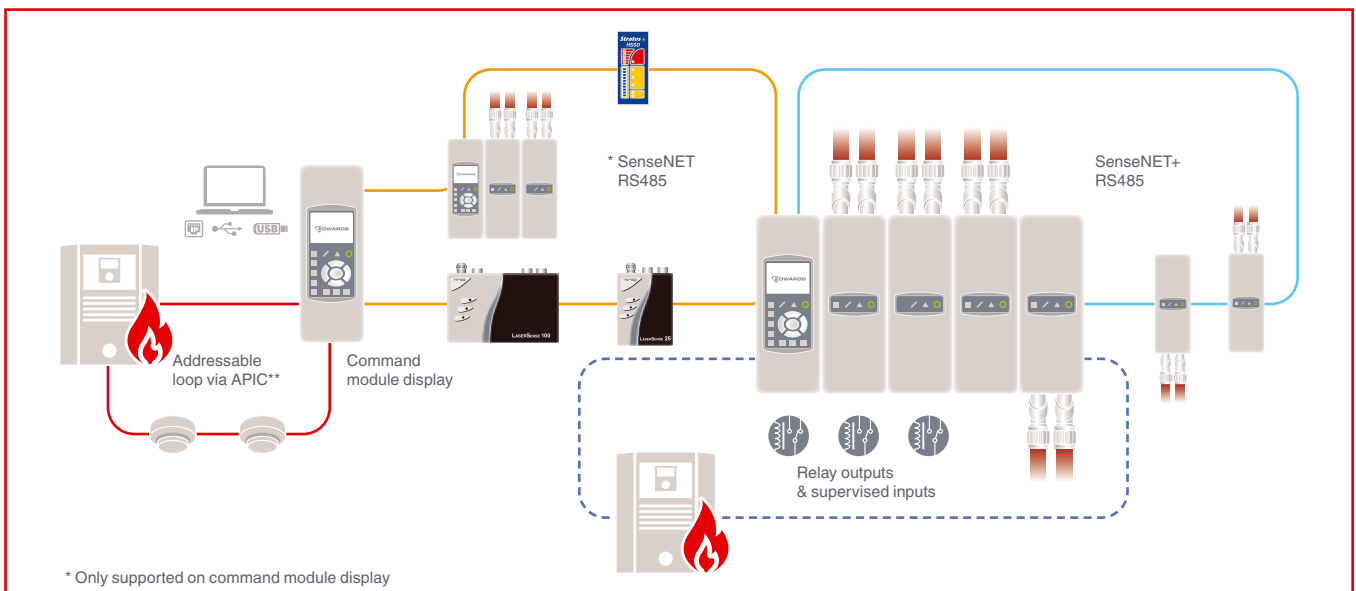 Stratos +
HSSD
* SenseNET
RS485
SenseNET+
RS485
USB
EDWARDS
EDWARDS
LASERSENSE 100
LASERSENSE 25
Addressable
loop via APIC**
Command
module display
Relay outputs
& supervised inputs
* Only supported on command module display